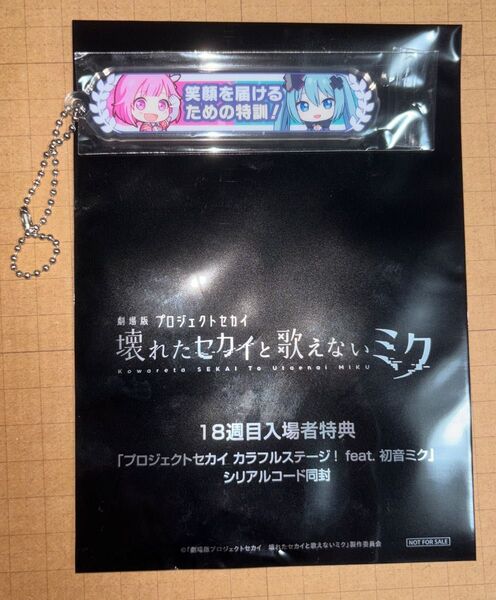 笑顔を届ける
ための特訓!
劇場版 プロジェクトセカイ
壊れたセカイと歌えないミク
Kowareta SEKAI To Utaenai MIKU
18週目入場者特典
「プロジェクトセカイ カラフルステージ! feat. 初音ミク」
シリアルコード同封
©「劇場版プロジェクトセカイ 壊れたセカイと歌えないミク」製作委員会
NOT FOR SALE